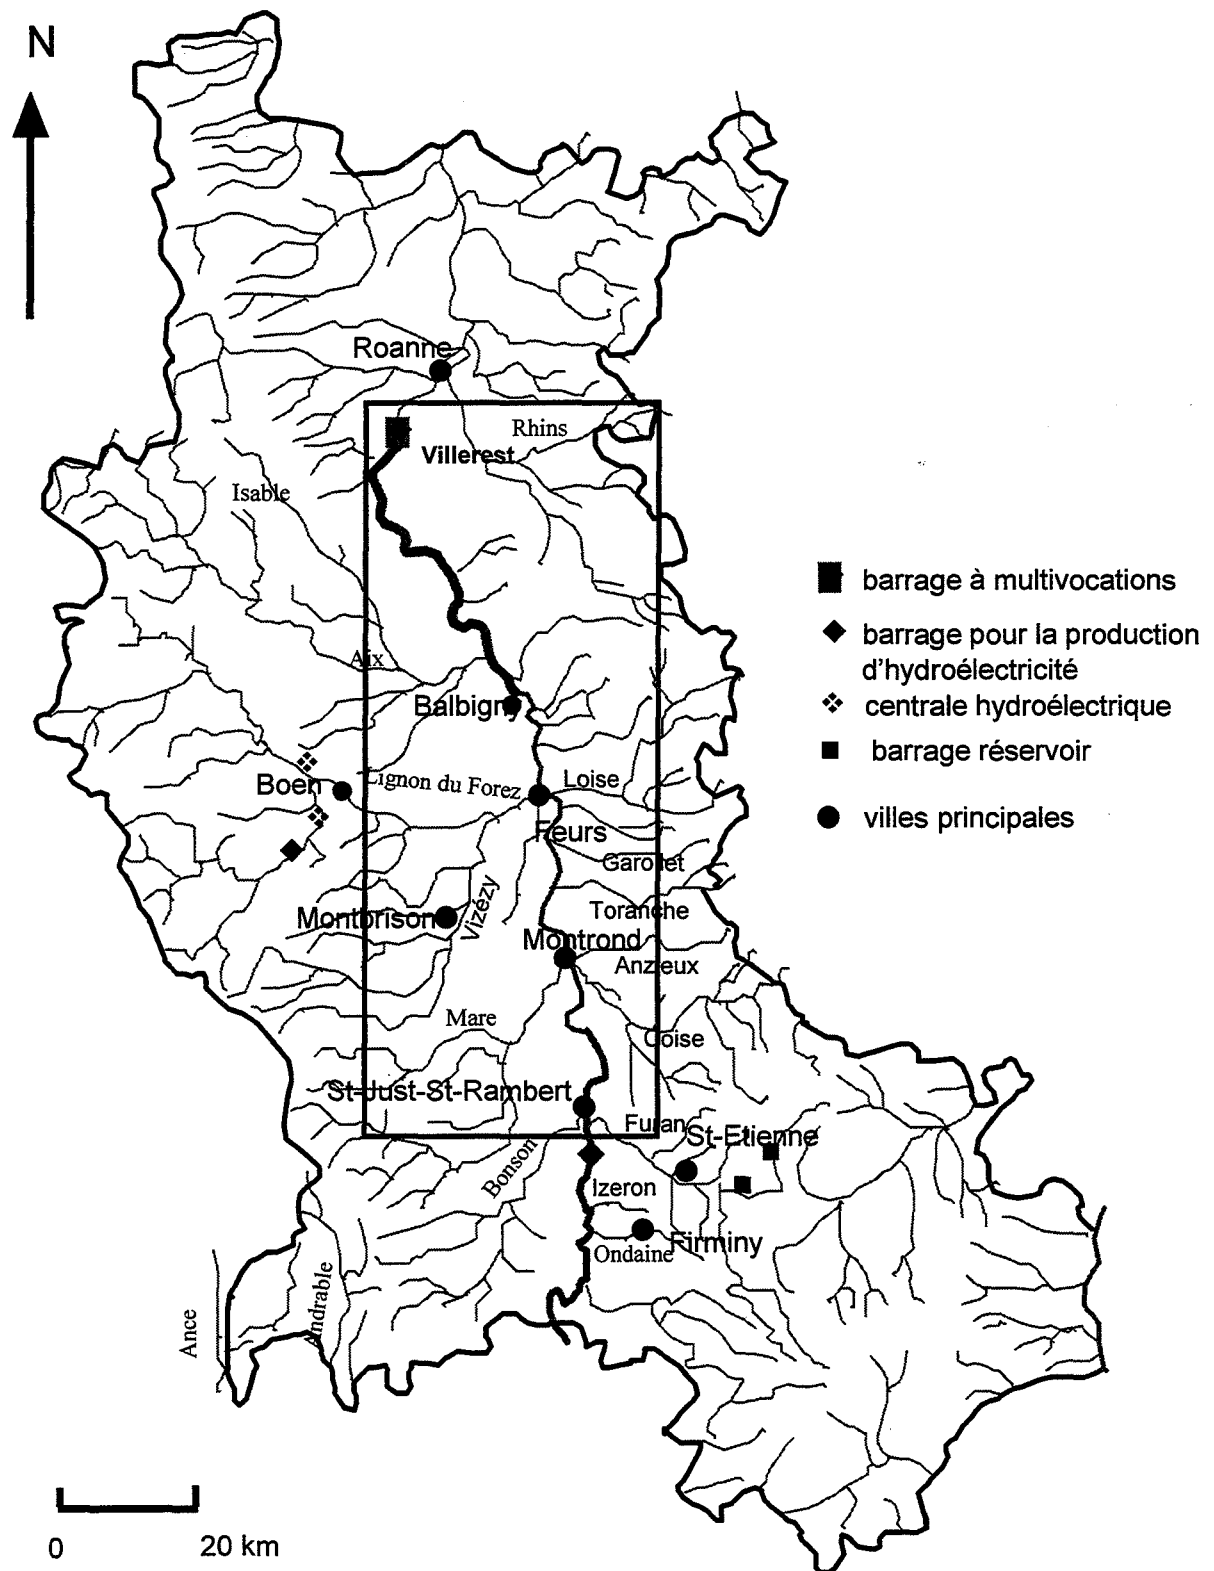 N
Roanne
Rhins
Villerest
Isable
Aix
Balbigny
Boen
Lignon du Forez
Loise
Feurs
Garollet
Vizézy
Montbrison
Toranche
Montrond
Anzieux
Mare
Coise
St-Just-St-Rambert
Furan
St-Etienne
Bonson
Izeron
Firminy
Ondaine
Andrable
Ance
barrage à multivocations
barrage pour la production
d'hydroélectricité
centrale hydroélectrique
barrage réservoir
villes principales
0 20 km